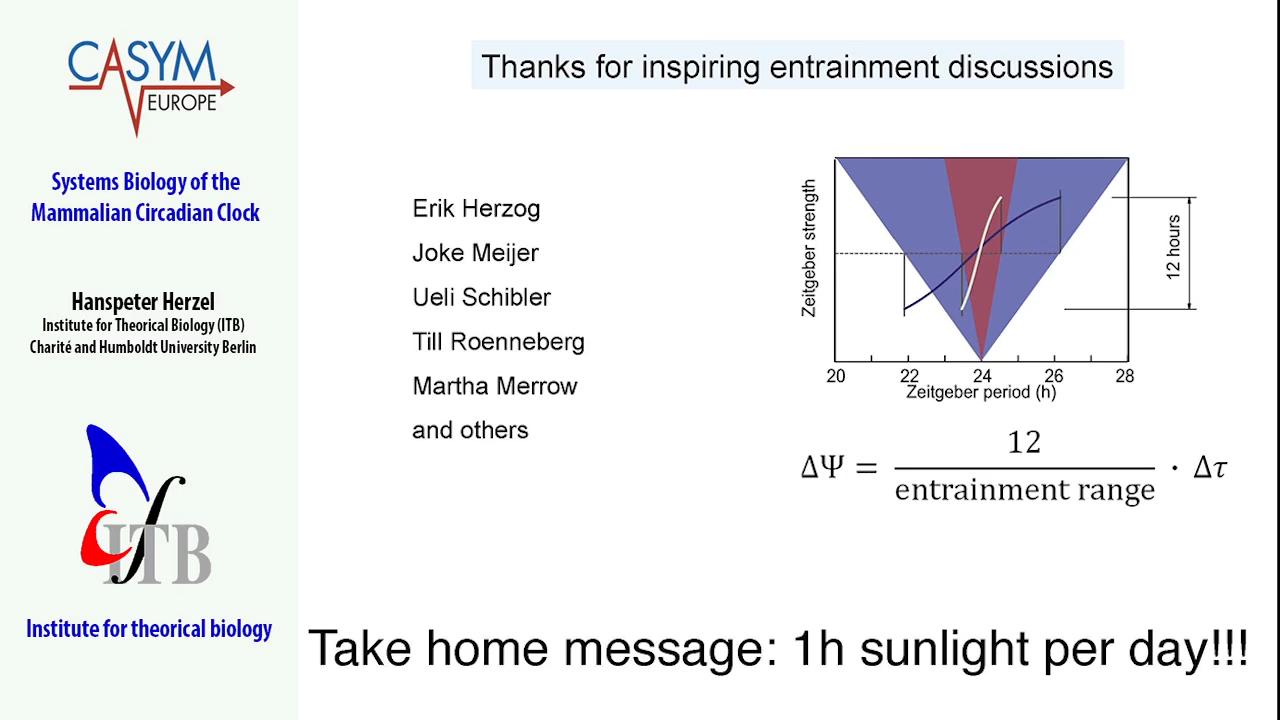 CASYM
EUROPE
Systems Biology of the
Mammalian Circadian Clock
Hanspeter Herzel
Institute for Theorical Biology (ITB)
Charité and Humboldt University Berlin
ITB
Institute for theorical biology
Thanks for inspiring entrainment discussions
Erik Herzog
Joke Meijer
Ueli Schibler
Till Roenneberg
Martha Merrow
and others
Zeitgeber strength
12 hours
20 22 24 26 28
Zeitgeber period (h)
ΔΨ = 12 / entrainment range · Δτ
Take home message: 1h sunlight per day!!!